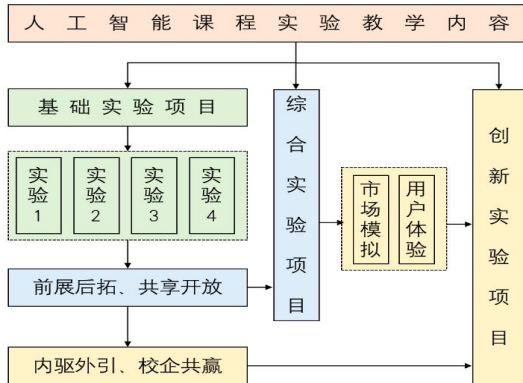 人工智能课程实验教学内容
基础实验项目
实验1
实验2
实验3
实验4
前展后拓、共享开放
内驱外引、校企共赢
综合实验项目
市场模拟
用户体验
创新实验项目